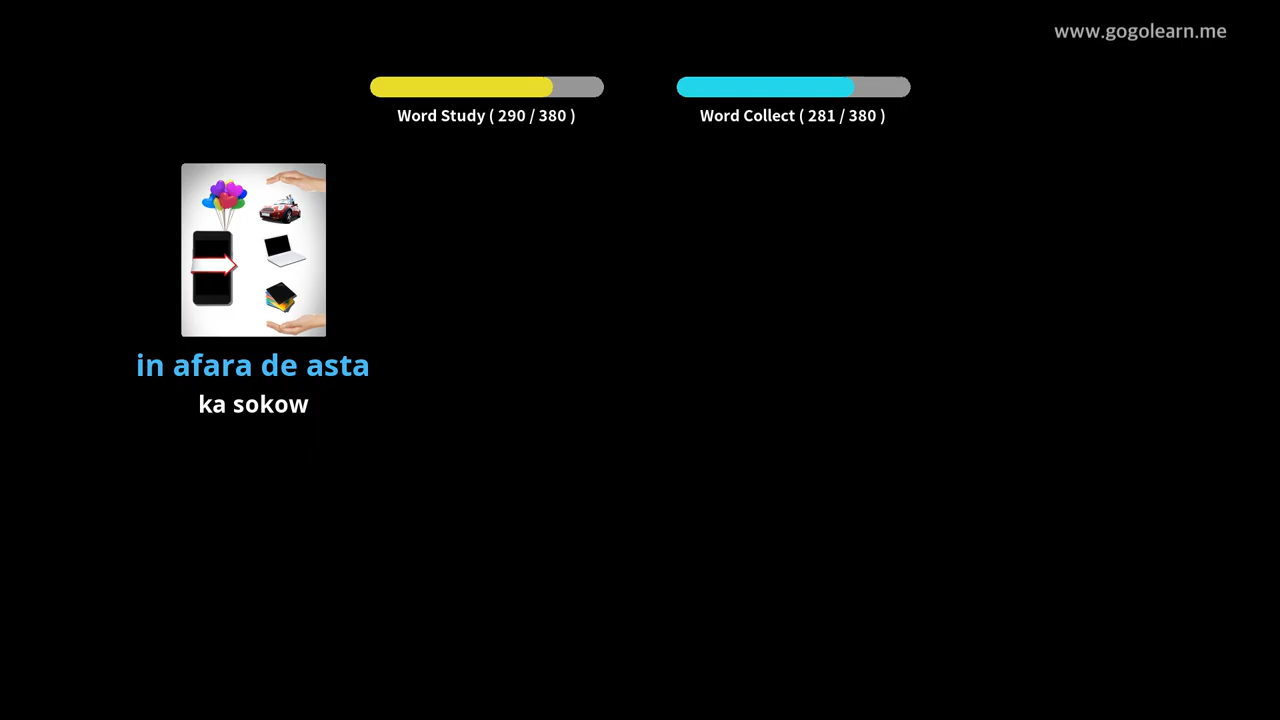 www.gogolearn.me
Word Study ( 290 / 380 )
Word Collect ( 281 / 380 )
in afara de asta
ka sokow